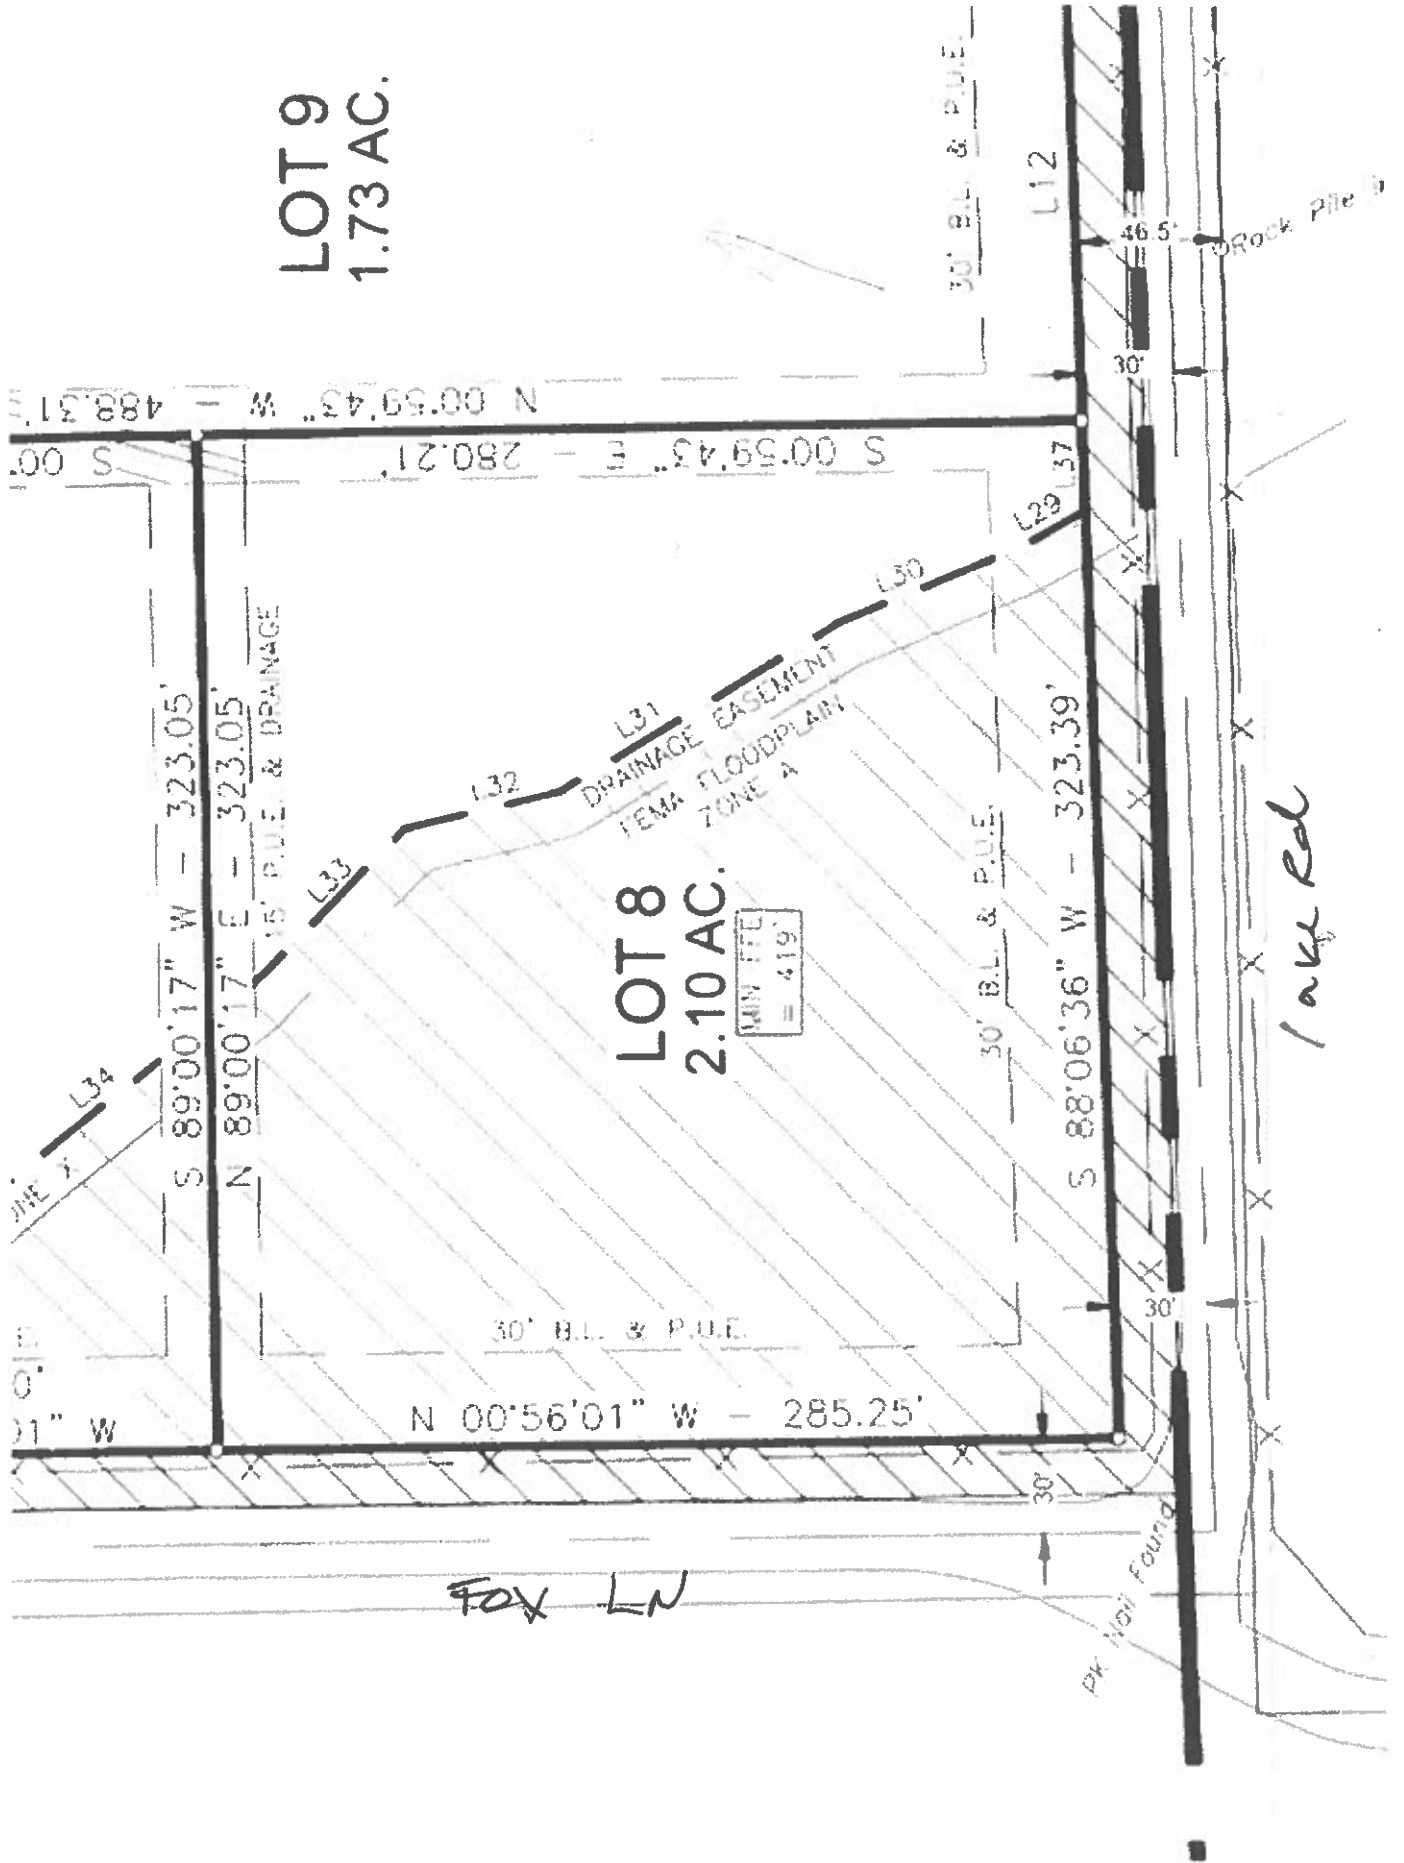 LOT 9
1.73 AC.
30' B.L. & P.U.E.
L12
46.5'
Rock Pile
N 00°59'43" W - 488.31'
S 00°
S 00°59'43" E - 280.21'
30'
L37
L29
L30
L31
L32
L33
L34
DRAINAGE EASEMENT
FEMA FLOODPLAIN
ZONE A
S 89°00'17" W - 323.05'
N 89°00'17" E - 323.05'
15' P.U.E. & DRAINAGE
LOT 8
2.10 AC.
MIN FFE
= 419'
30' B.L. & P.U.E.
S 88°06'36" W - 323.39'
Lake Rd
30'
30' B.L. & P.U.E.
N 00°56'01" W - 285.25'
01" W
30'
PK Nail Found
FOX LN